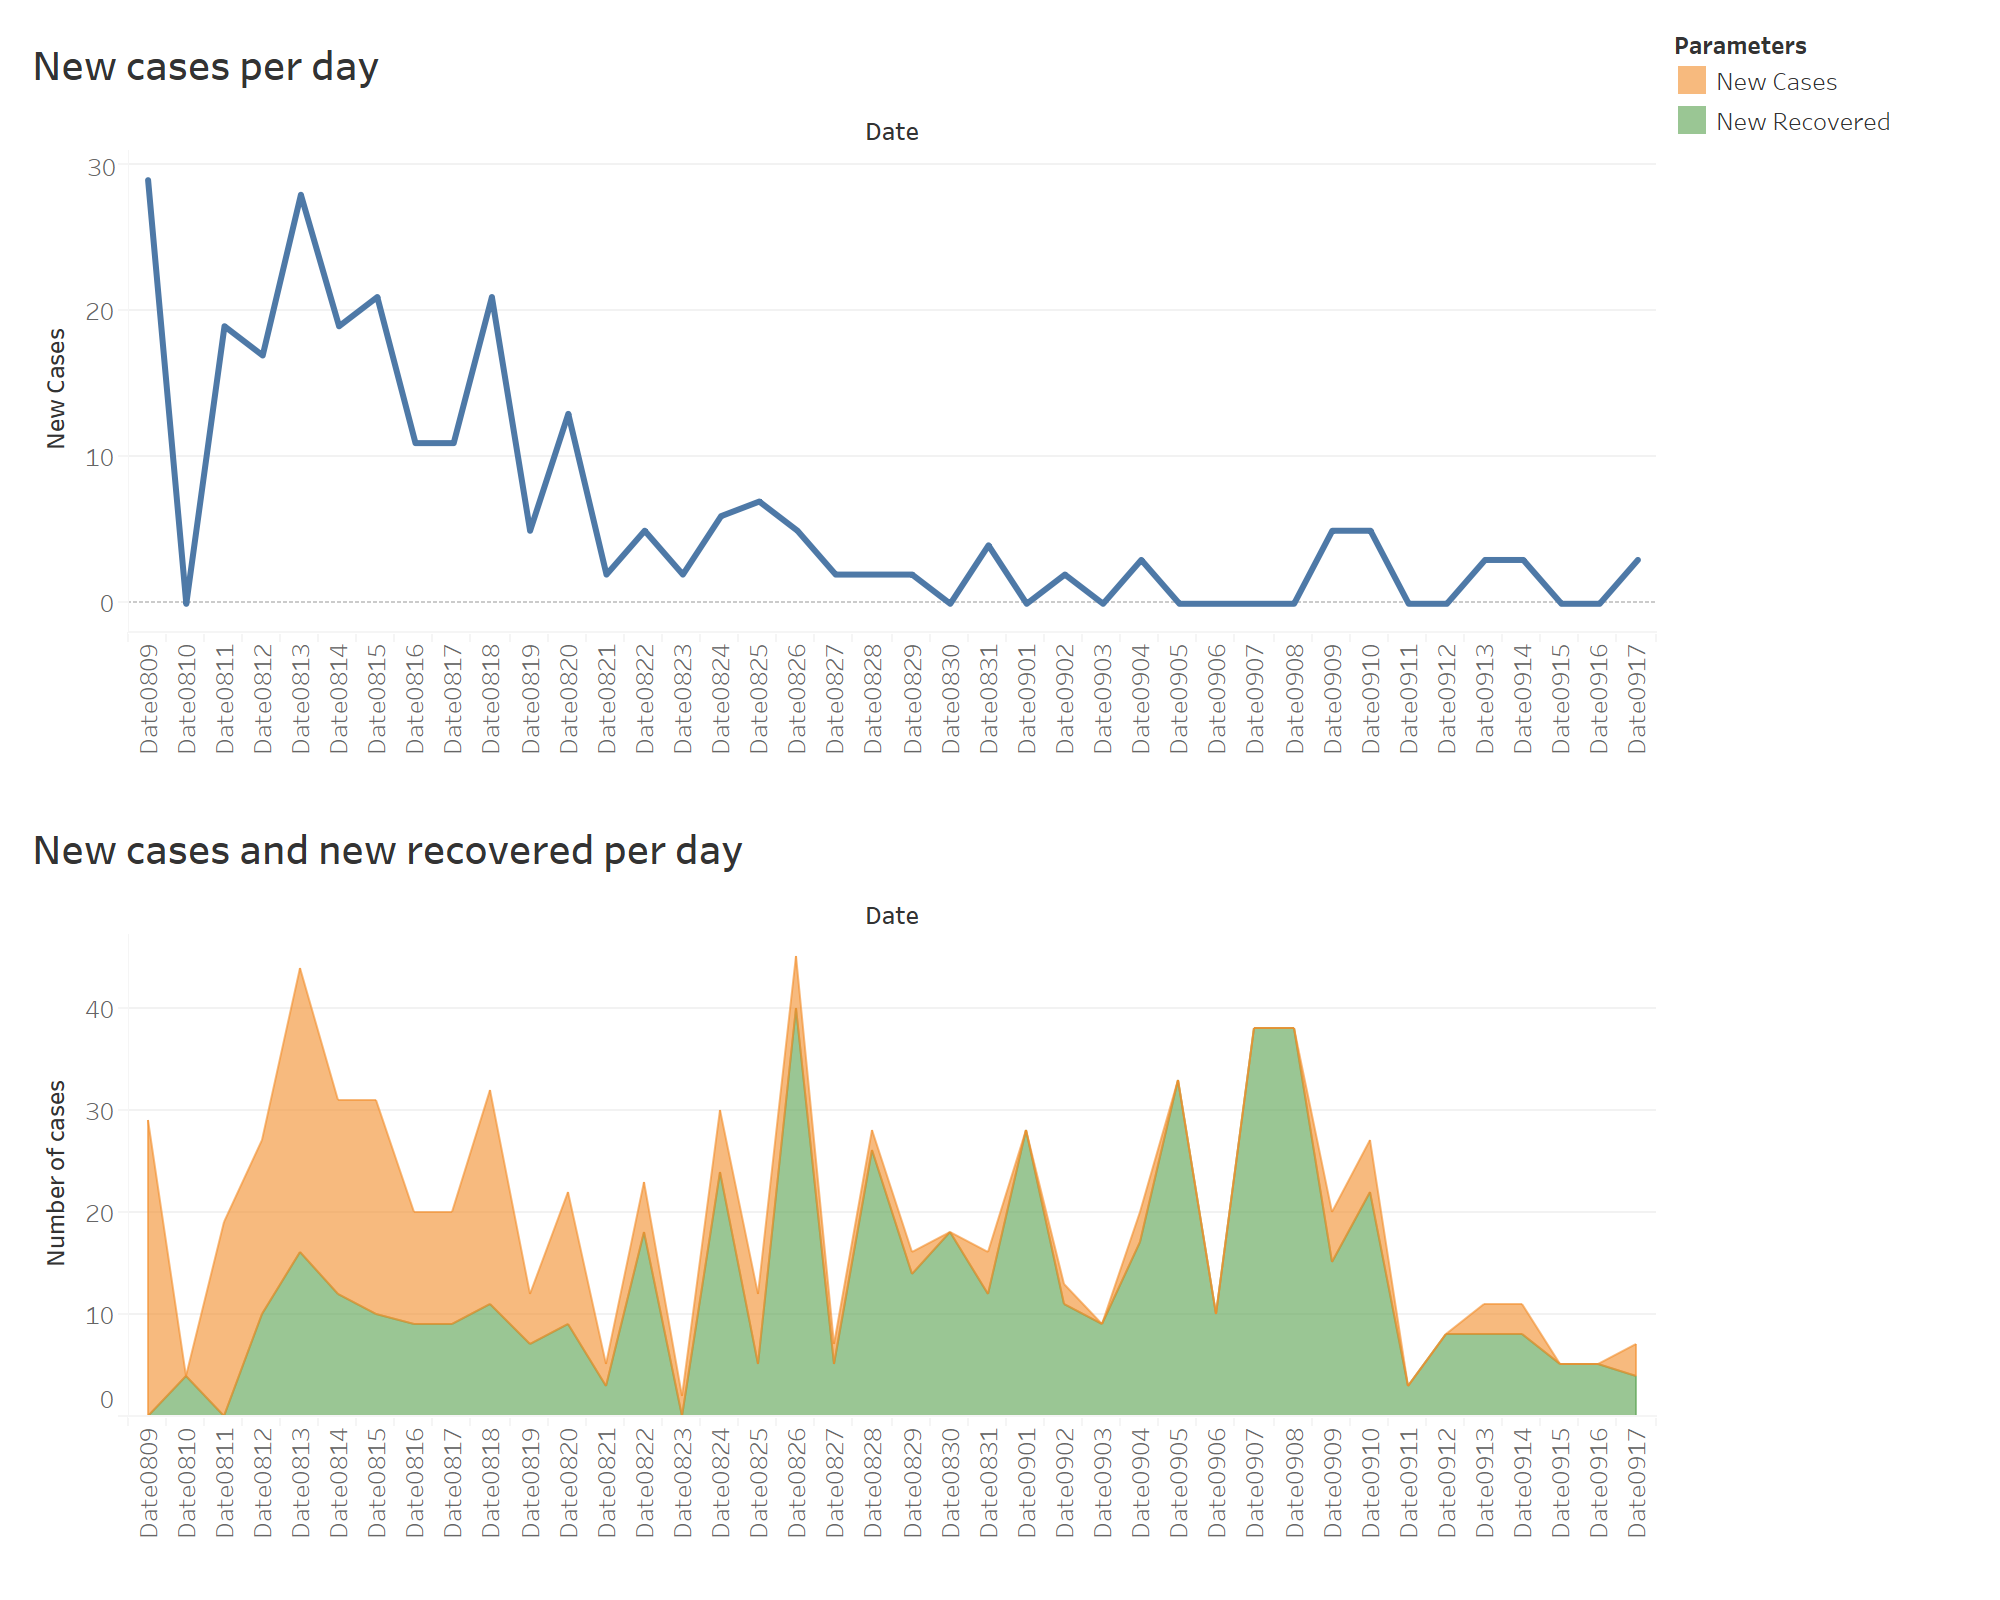 New cases per day
Parameters
New Cases
New Recovered
Date
New Cases
30
20
10
0
Date0809
Date0810
Date0811
Date0812
Date0813
Date0814
Date0815
Date0816
Date0817
Date0818
Date0819
Date0820
Date0821
Date0822
Date0823
Date0824
Date0825
Date0826
Date0827
Date0828
Date0829
Date0830
Date0831
Date0901
Date0902
Date0903
Date0904
Date0905
Date0906
Date0907
Date0908
Date0909
Date0910
Date0911
Date0912
Date0913
Date0914
Date0915
Date0916
Date0917
New cases and new recovered per day
Date
Number of cases
40
30
20
10
0
Date0809
Date0810
Date0811
Date0812
Date0813
Date0814
Date0815
Date0816
Date0817
Date0818
Date0819
Date0820
Date0821
Date0822
Date0823
Date0824
Date0825
Date0826
Date0827
Date0828
Date0829
Date0830
Date0831
Date0901
Date0902
Date0903
Date0904
Date0905
Date0906
Date0907
Date0908
Date0909
Date0910
Date0911
Date0912
Date0913
Date0914
Date0915
Date0916
Date0917